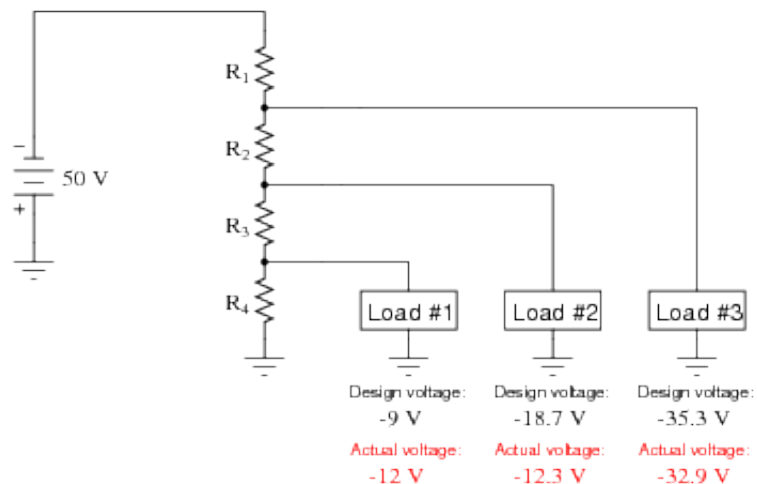 R₁
R₂
−
50 V
+
R₃
R₄
Load #1
Load #2
Load #3
Design voltage:
-9 V
Actual voltage:
-12 V
Design voltage:
-18.7 V
Actual voltage:
-12.3 V
Design voltage:
-35.3 V
Actual voltage:
-32.9 V